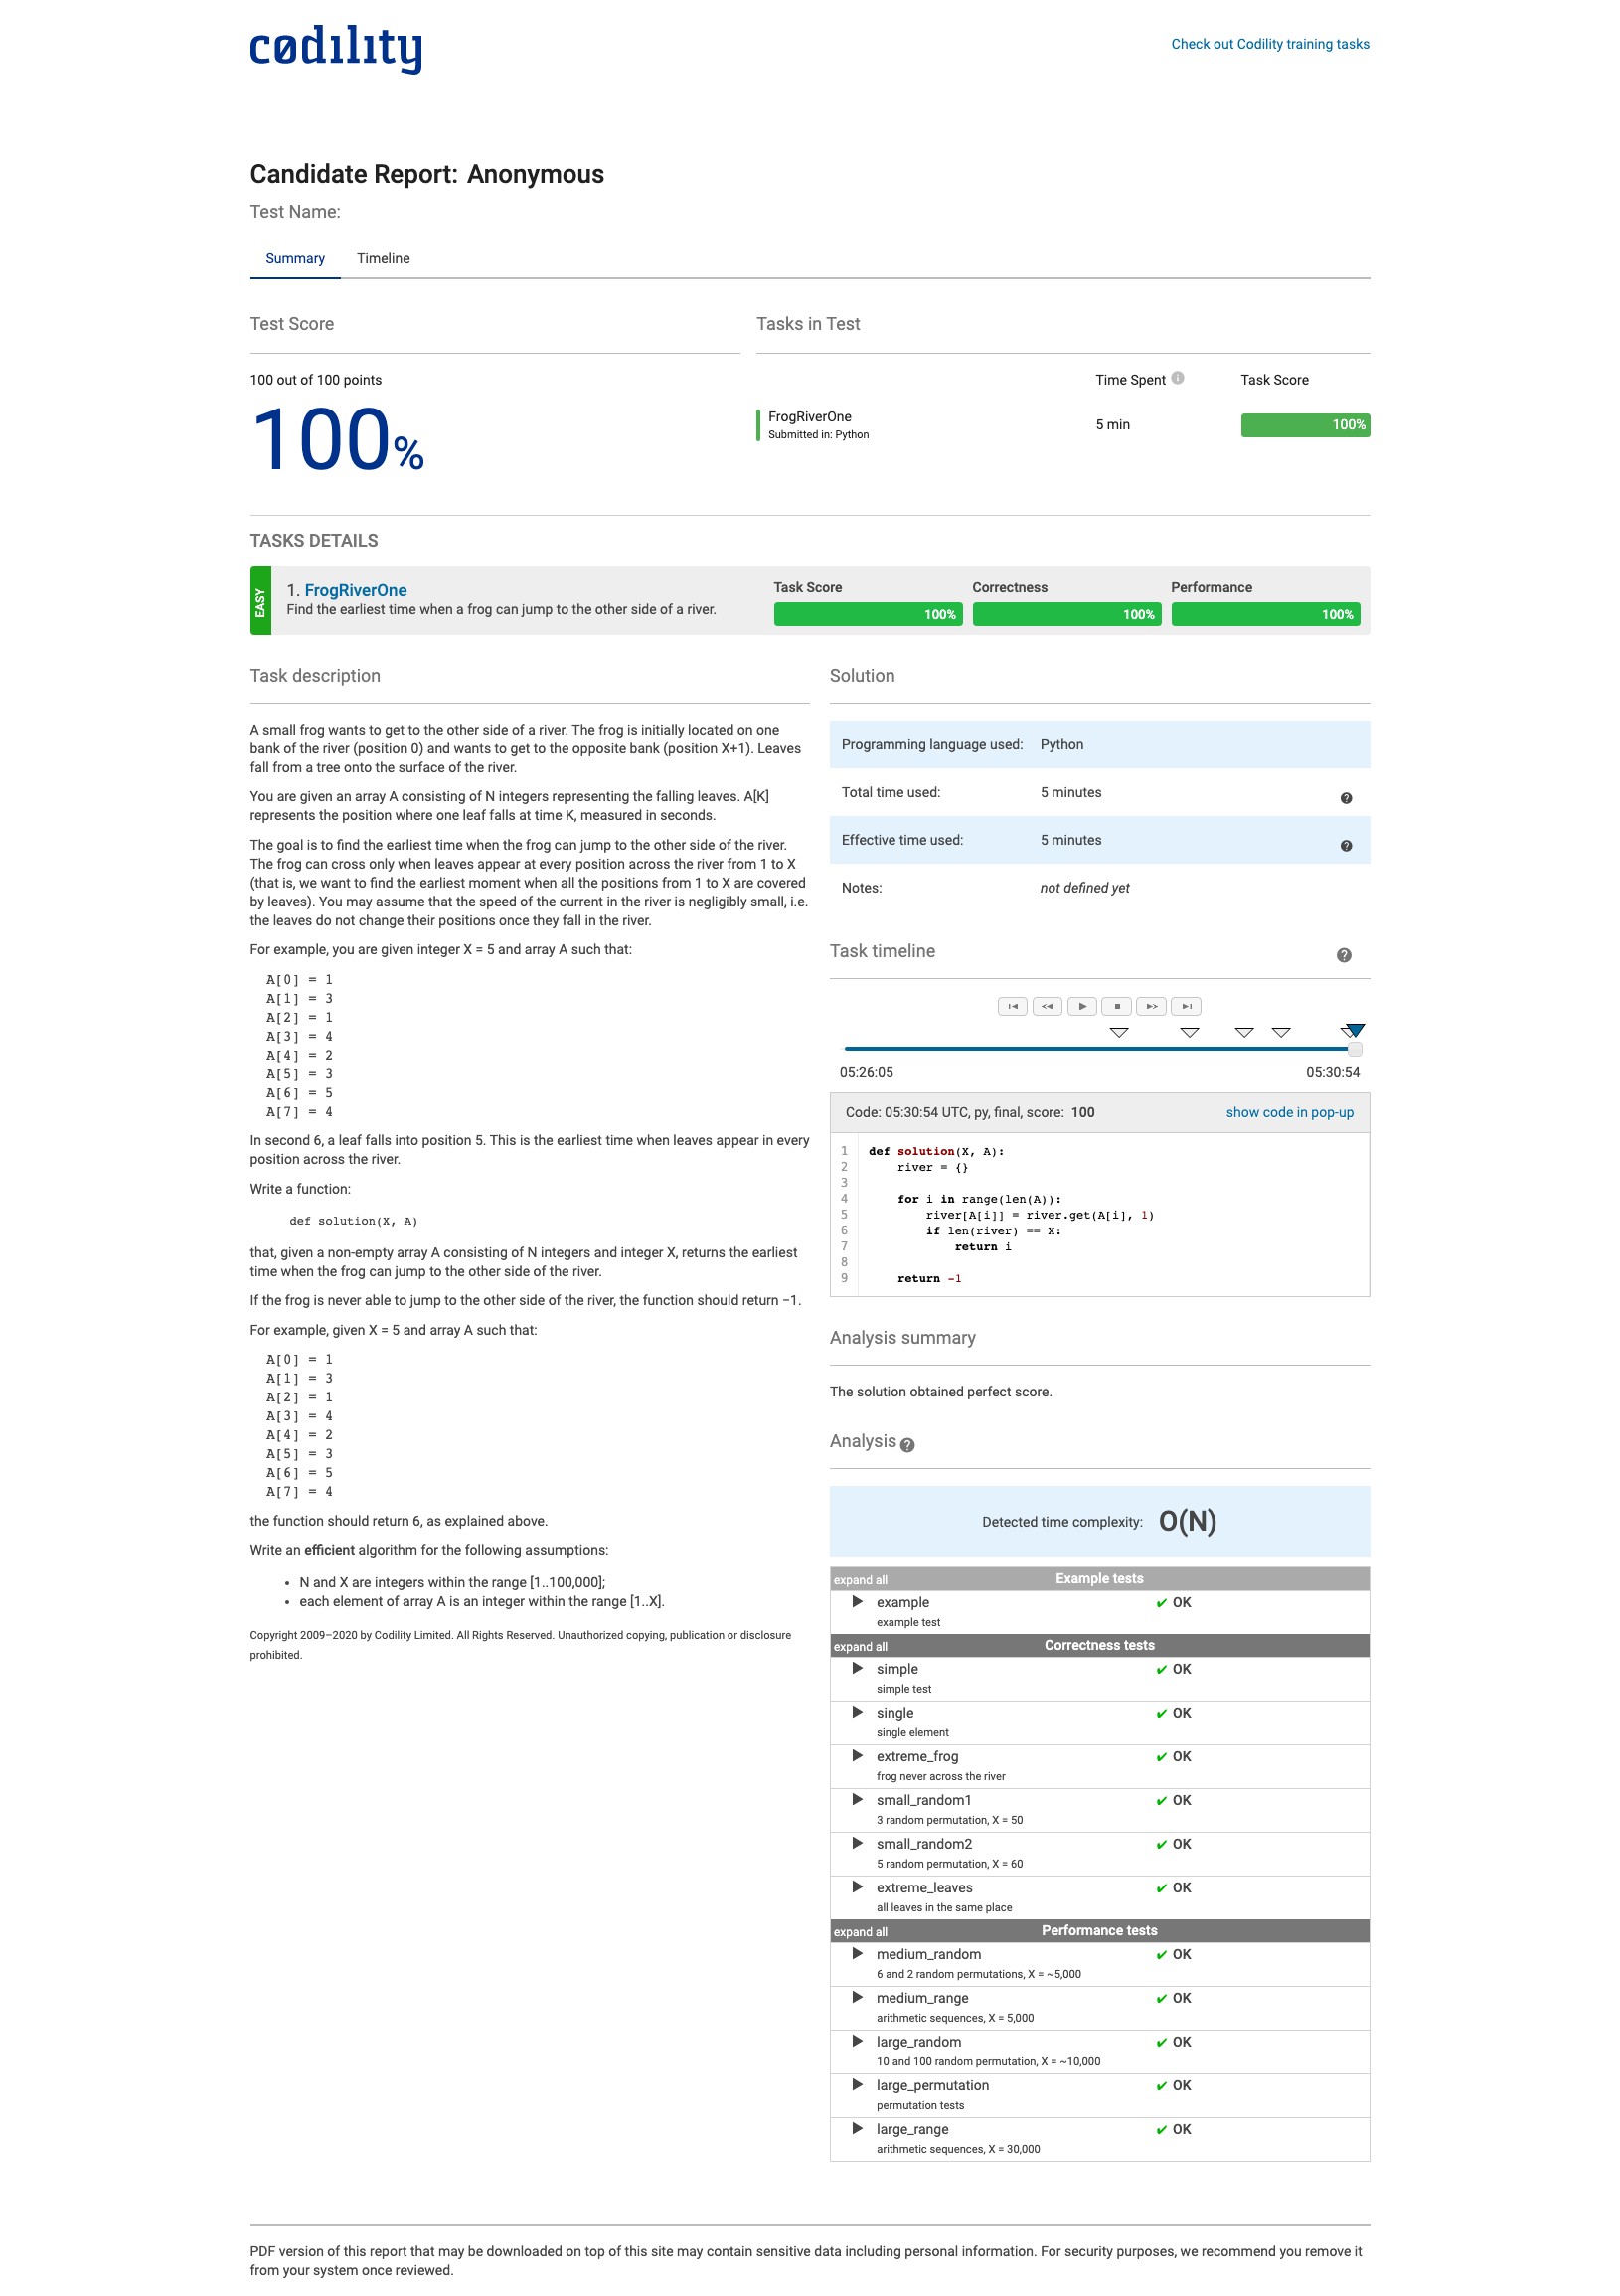 codility
Check out Codility training tasks
Candidate Report: Anonymous
Test Name:
Summary Timeline
Test Score
100 out of 100 points
100%
Tasks in Test
Time Spent Task Score
FrogRiverOne
Submitted in: Python
5 min
100%
TASKS DETAILS
EASY
1. FrogRiverOne
Find the earliest time when a frog can jump to the other side of a river.
Task Score Correctness Performance
100% 100% 100%
Task description
A small frog wants to get to the other side of a river. The frog is initially located on one
bank of the river (position 0) and wants to get to the opposite bank (position X+1). Leaves
fall from a tree onto the surface of the river.
You are given an array A consisting of N integers representing the falling leaves. A[K]
represents the position where one leaf falls at time K, measured in seconds.
The goal is to find the earliest time when the frog can jump to the other side of the river.
The frog can cross only when leaves appear at every position across the river from 1 to X
(that is, we want to find the earliest moment when all the positions from 1 to X are covered
by leaves). You may assume that the speed of the current in the river is negligibly small, i.e.
the leaves do not change their positions once they fall in the river.
For example, you are given integer X = 5 and array A such that:
A[0] = 1
A[1] = 3
A[2] = 1
A[3] = 4
A[4] = 2
A[5] = 3
A[6] = 5
A[7] = 4
In second 6, a leaf falls into position 5. This is the earliest time when leaves appear in every
position across the river.
Write a function:
def solution(X, A)
that, given a non-empty array A consisting of N integers and integer X, returns the earliest
time when the frog can jump to the other side of the river.
If the frog is never able to jump to the other side of the river, the function should return −1.
For example, given X = 5 and array A such that:
A[0] = 1
A[1] = 3
A[2] = 1
A[3] = 4
A[4] = 2
A[5] = 3
A[6] = 5
A[7] = 4
the function should return 6, as explained above.
Write an efficient algorithm for the following assumptions:
• N and X are integers within the range [1..100,000];
• each element of array A is an integer within the range [1..X].
Copyright 2009–2020 by Codility Limited. All Rights Reserved. Unauthorized copying, publication or disclosure
prohibited.
Solution
Programming language used: Python
Total time used: 5 minutes
Effective time used: 5 minutes
Notes: not defined yet
Task timeline
05:26:05 05:30:54
Code: 05:30:54 UTC, py, final, score: 100 show code in pop-up
1 def solution(X, A):
2 river = {}
3
4 for i in range(len(A)):
5 river[A[i]] = river.get(A[i], 1)
6 if len(river) == X:
7 return i
8
9 return -1
Analysis summary
The solution obtained perfect score.
Analysis
Detected time complexity: O(N)
expand all Example tests
example ✔ OK
example test
expand all Correctness tests
simple ✔ OK
simple test
single ✔ OK
single element
extreme_frog ✔ OK
frog never across the river
small_random1 ✔ OK
3 random permutation, X = 50
small_random2 ✔ OK
5 random permutation, X = 60
extreme_leaves ✔ OK
all leaves in the same place
expand all Performance tests
medium_random ✔ OK
6 and 2 random permutations, X = ~5,000
medium_range ✔ OK
arithmetic sequences, X = 5,000
large_random ✔ OK
10 and 100 random permutation, X = ~10,000
large_permutation ✔ OK
permutation tests
large_range ✔ OK
arithmetic sequences, X = 30,000
PDF version of this report that may be downloaded on top of this site may contain sensitive data including personal information. For security purposes, we recommend you remove it
from your system once reviewed.